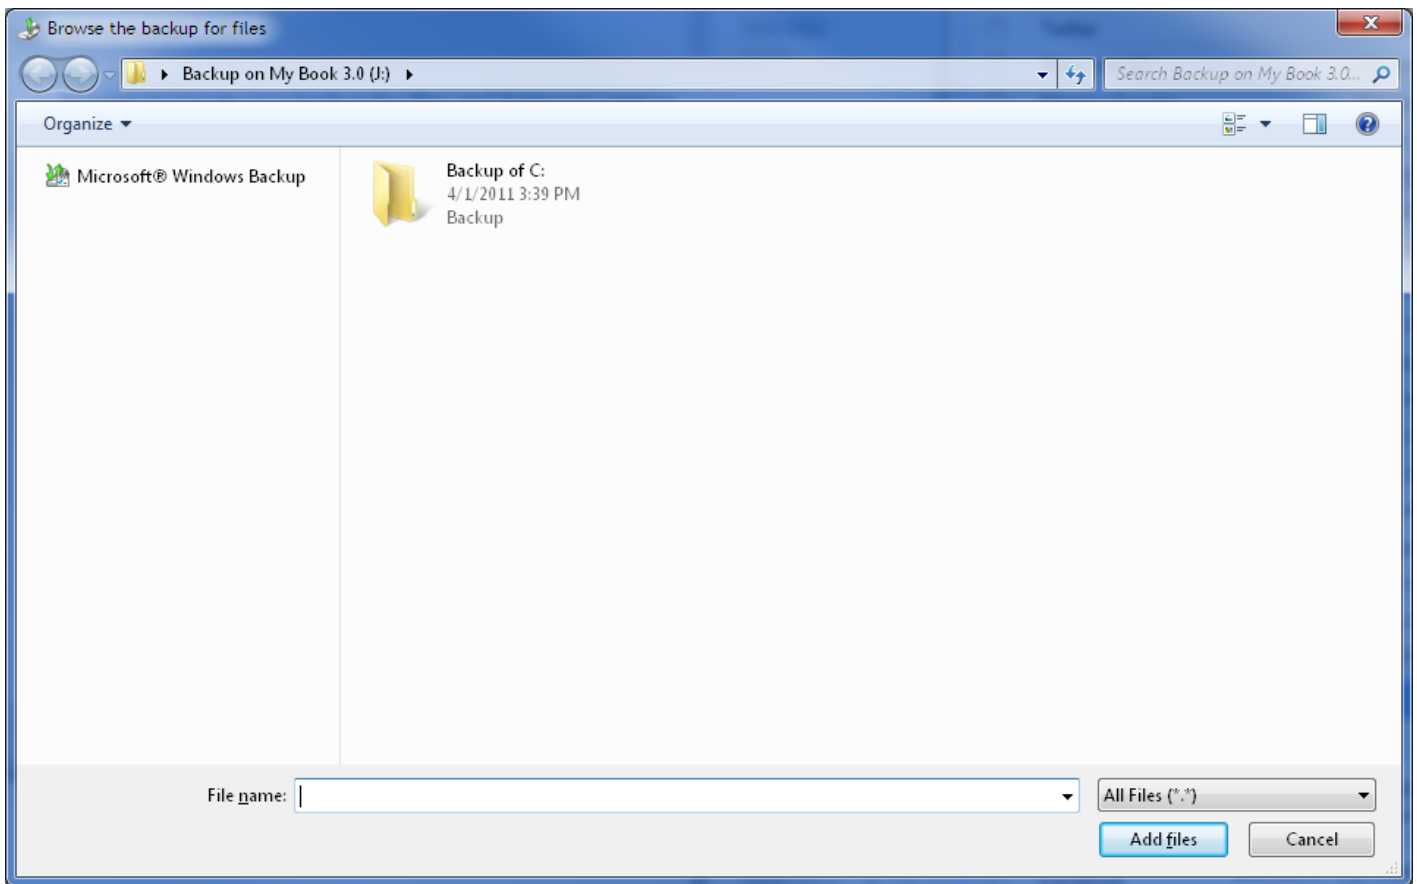 Browse the backup for files
Backup on My Book 3.0 (J:)
Search Backup on My Book 3.0...
Organize
Microsoft® Windows Backup
Backup of C:
4/1/2011 3:39 PM
Backup
File name:
All Files (*.*)
Add files
Cancel